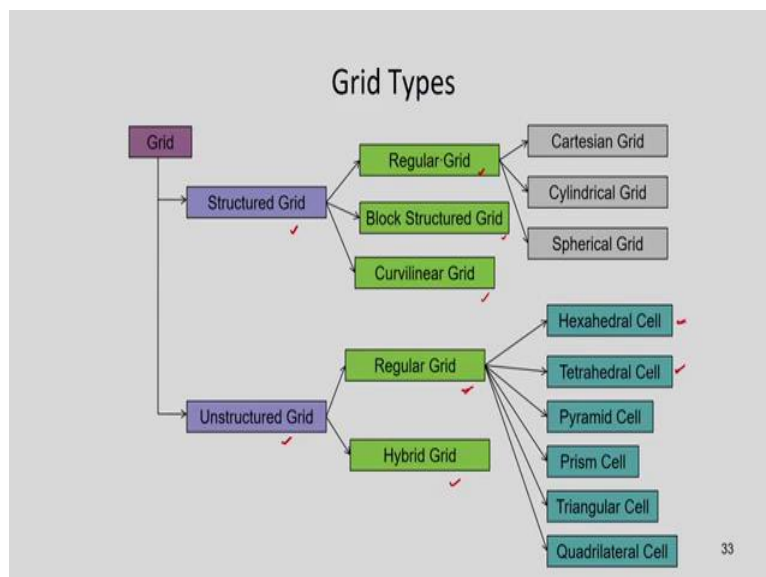 Grid Types
Grid
Structured Grid
Regular Grid
Block Structured Grid
Curvilinear Grid
Cartesian Grid
Cylindrical Grid
Spherical Grid
Unstructured Grid
Regular Grid
Hybrid Grid
Hexahedral Cell
Tetrahedral Cell
Pyramid Cell
Prism Cell
Triangular Cell
Quadrilateral Cell
33